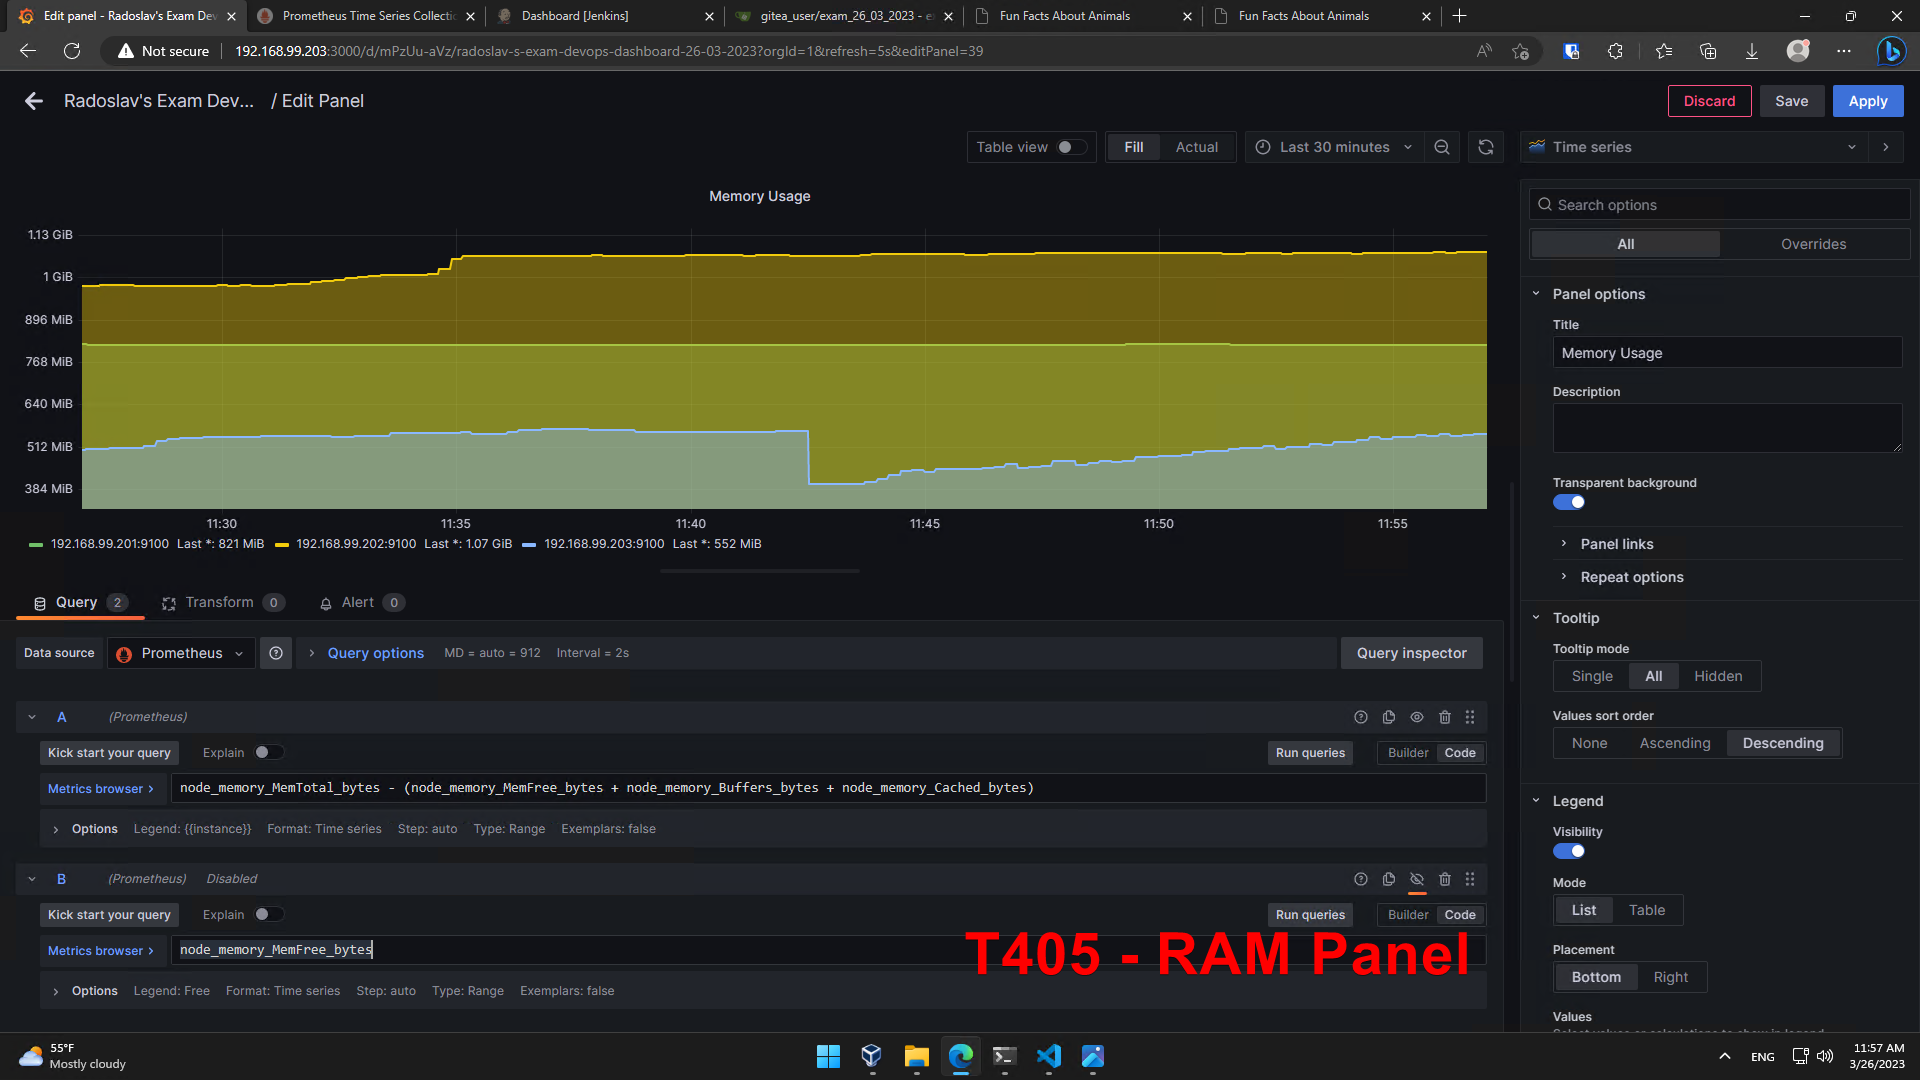 Edit panel - Radoslav's Exam Dev
Prometheus Time Series Collectio
Dashboard [Jenkins]
gitea_user/exam_26_03_2023 - e
Fun Facts About Animals
Fun Facts About Animals
Not secure
192.168.99.203:3000/d/mPzUu-aVz/radoslav-s-exam-devops-dashboard-26-03-2023?orgId=1&refresh=5s&editPanel=39
Radoslav's Exam Dev... / Edit Panel
Discard
Save
Apply
Table view
Fill
Actual
Last 30 minutes
Time series
Memory Usage
1.13 GiB
1 GiB
896 MiB
768 MiB
640 MiB
512 MiB
384 MiB
11:30
11:35
11:40
11:45
11:50
11:55
192.168.99.201:9100 Last *: 821 MiB
192.168.99.202:9100 Last *: 1.07 GiB
192.168.99.203:9100 Last *: 552 MiB
Query 2
Transform 0
Alert 0
Data source
Prometheus
Query options
MD = auto = 912
Interval = 2s
Query inspector
A
(Prometheus)
Kick start your query
Explain
Run queries
Builder
Code
Metrics browser >
node_memory_MemTotal_bytes - (node_memory_MemFree_bytes + node_memory_Buffers_bytes + node_memory_Cached_bytes)
Options
Legend: {{instance}}
Format: Time series
Step: auto
Type: Range
Exemplars: false
B
(Prometheus)
Disabled
Kick start your query
Explain
Run queries
Builder
Code
Metrics browser >
node_memory_MemFree_bytes
T405 - RAM Panel
Options
Legend: Free
Format: Time series
Step: auto
Type: Range
Exemplars: false
Search options
All
Overrides
Panel options
Title
Memory Usage
Description
Transparent background
Panel links
Repeat options
Tooltip
Tooltip mode
Single
All
Hidden
Values sort order
None
Ascending
Descending
Legend
Visibility
Mode
List
Table
Placement
Bottom
Right
Values
Select values or calculations to show in legend
55°F
Mostly cloudy
ENG
11:57 AM
3/26/2023